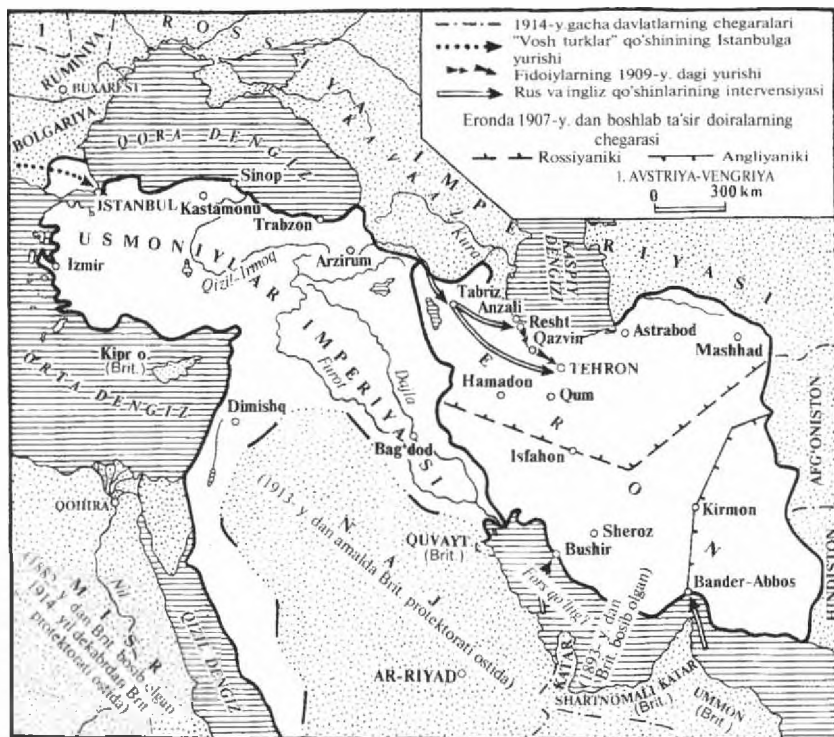 1914-y.gacha davlatlarning chegaralari
"Vosh turklar" qo'shinining Istanbulga
yurishi
Fidoiylarning 1909-y. dagi yurishi
Rus va ingliz qo'shinlarining intervensiyasi
Eronda 1907-y. dan boshlab ta'sir doiralarning
chegarasi
Rossiyaniki
Angliyaniki
1. AVSTRIYA-VENGRIYA
0 300 km
1
ROSSIYA IMPERIYASI
RUMINIYA
BUXAREST
BOLGARIYA
QORA DENGIZ
KAVKAZ
Kura
KASPIY
DENGIZI
ISTANBUL
Sinop
Kastamonu
Trabzon
USMONIYLAR
IMPERIYASI
Izmir
Qizil-Irmoq
Arzirum
Tabriz
Anzali
Resht
Qazvin
TEHRON
Astrabod
Mashhad
Kipr o.
(Brit.)
O'RTA DENGIZ
Furot
Dajla
Hamadon
Qum
ERON
Dimishq
Bag'dod
Isfahon
AFG'ONISTON
QOHIRA
Nil
MISR
(1882-y dan Brit. bosib olgan
1914-yil dekabrdan Brit
protektorati ostida)
QIZIL DENGIZ
NAJ
(1913-y dan amalda Brit. protektorati ostida)
QUVAYT
(Brit.)
Sheroz
Bushir
Kirmon
Bander-Abbos
Fors qo'ltig'i
(1893-y. dan
Brit. bosib olgan)
AR-RIYAD
KATAR
SHARTNOMALI KATAR
(Brit.)
UMMON
(Brit)